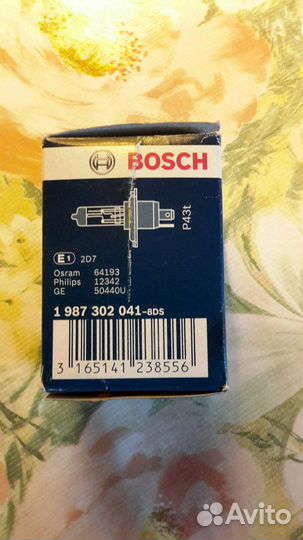 BOSCH
P43t
E1 2D7
Osram 64193
Philips 12342
GE 50440U
1 987 302 041-8DS
3 165141 238556
Avito